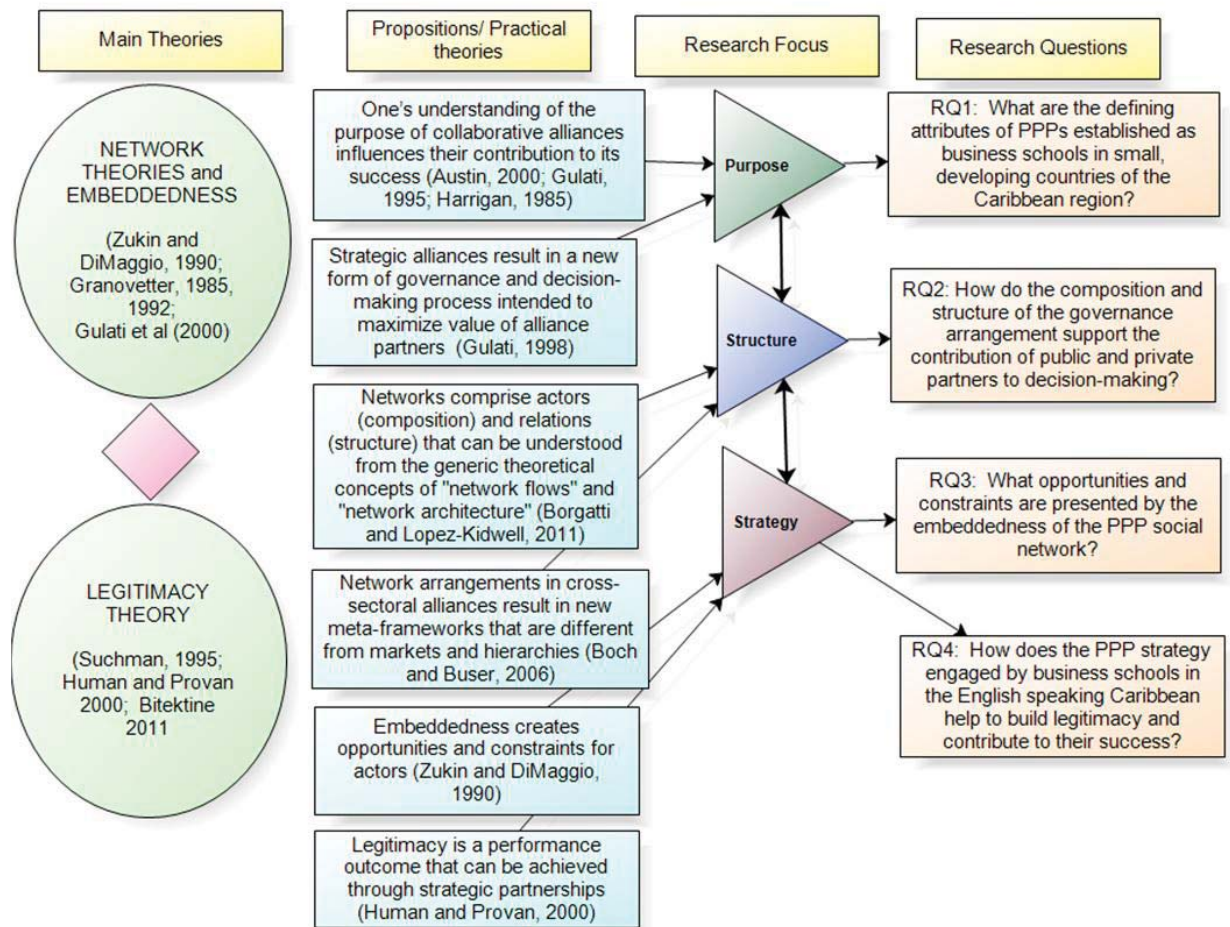 Main Theories
Propositions/ Practical
theories
Research Focus
Research Questions
NETWORK
THEORIES and
EMBEDDEDNESS
(Zukin and
DiMaggio, 1990;
Granovetter, 1985,
1992;
Gulati et al (2000)
LEGITIMACY
THEORY
(Suchman, 1995;
Human and Provan
2000; Bitektine
2011
One's understanding of the
purpose of collaborative alliances
influences their contribution to its
success (Austin, 2000; Gulati,
1995; Harrigan, 1985)
Strategic alliances result in a new
form of governance and decision-
making process intended to
maximize value of alliance
partners (Gulati, 1998)
Networks comprise actors
(composition) and relations
(structure) that can be understood
from the generic theoretical
concepts of "network flows" and
"network architecture" (Borgatti
and Lopez-Kidwell, 2011)
Network arrangements in cross-
sectoral alliances result in new
meta-frameworks that are different
from markets and hierarchies (Boch
and Buser, 2006)
Embeddedness creates
opportunities and constraints for
actors (Zukin and DiMaggio,
1990)
Legitimacy is a performance
outcome that can be achieved
through strategic partnerships
(Human and Provan, 2000)
Purpose
Structure
Strategy
RQ1: What are the defining
attributes of PPPs established as
business schools in small,
developing countries of the
Caribbean region?
RQ2: How do the composition and
structure of the governance
arrangement support the
contribution of public and private
partners to decision-making?
RQ3: What opportunities and
constraints are presented by the
embeddedness of the PPP social
network?
RQ4: How does the PPP strategy
engaged by business schools in
the English speaking Caribbean
help to build legitimacy and
contribute to their success?